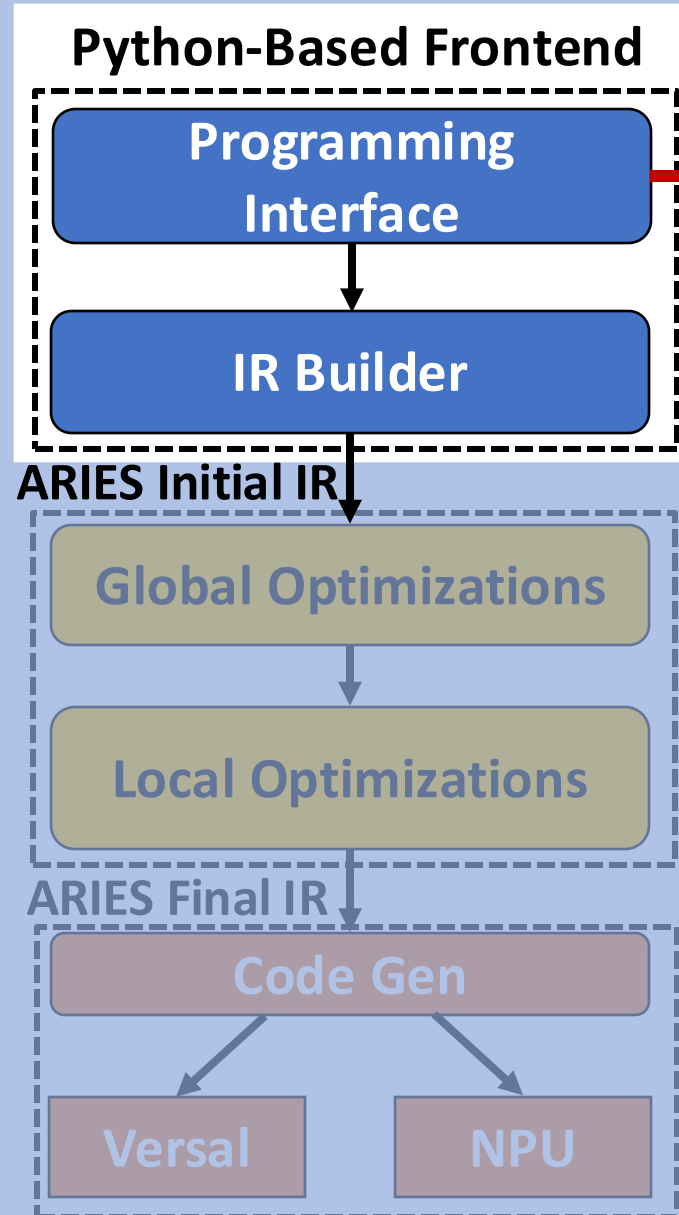 Python-Based Frontend
Programming
Interface
IR Builder
ARIES Initial IR
Global Optimizations
Local Optimizations
ARIES Final IR
Code Gen
Versal
NPU